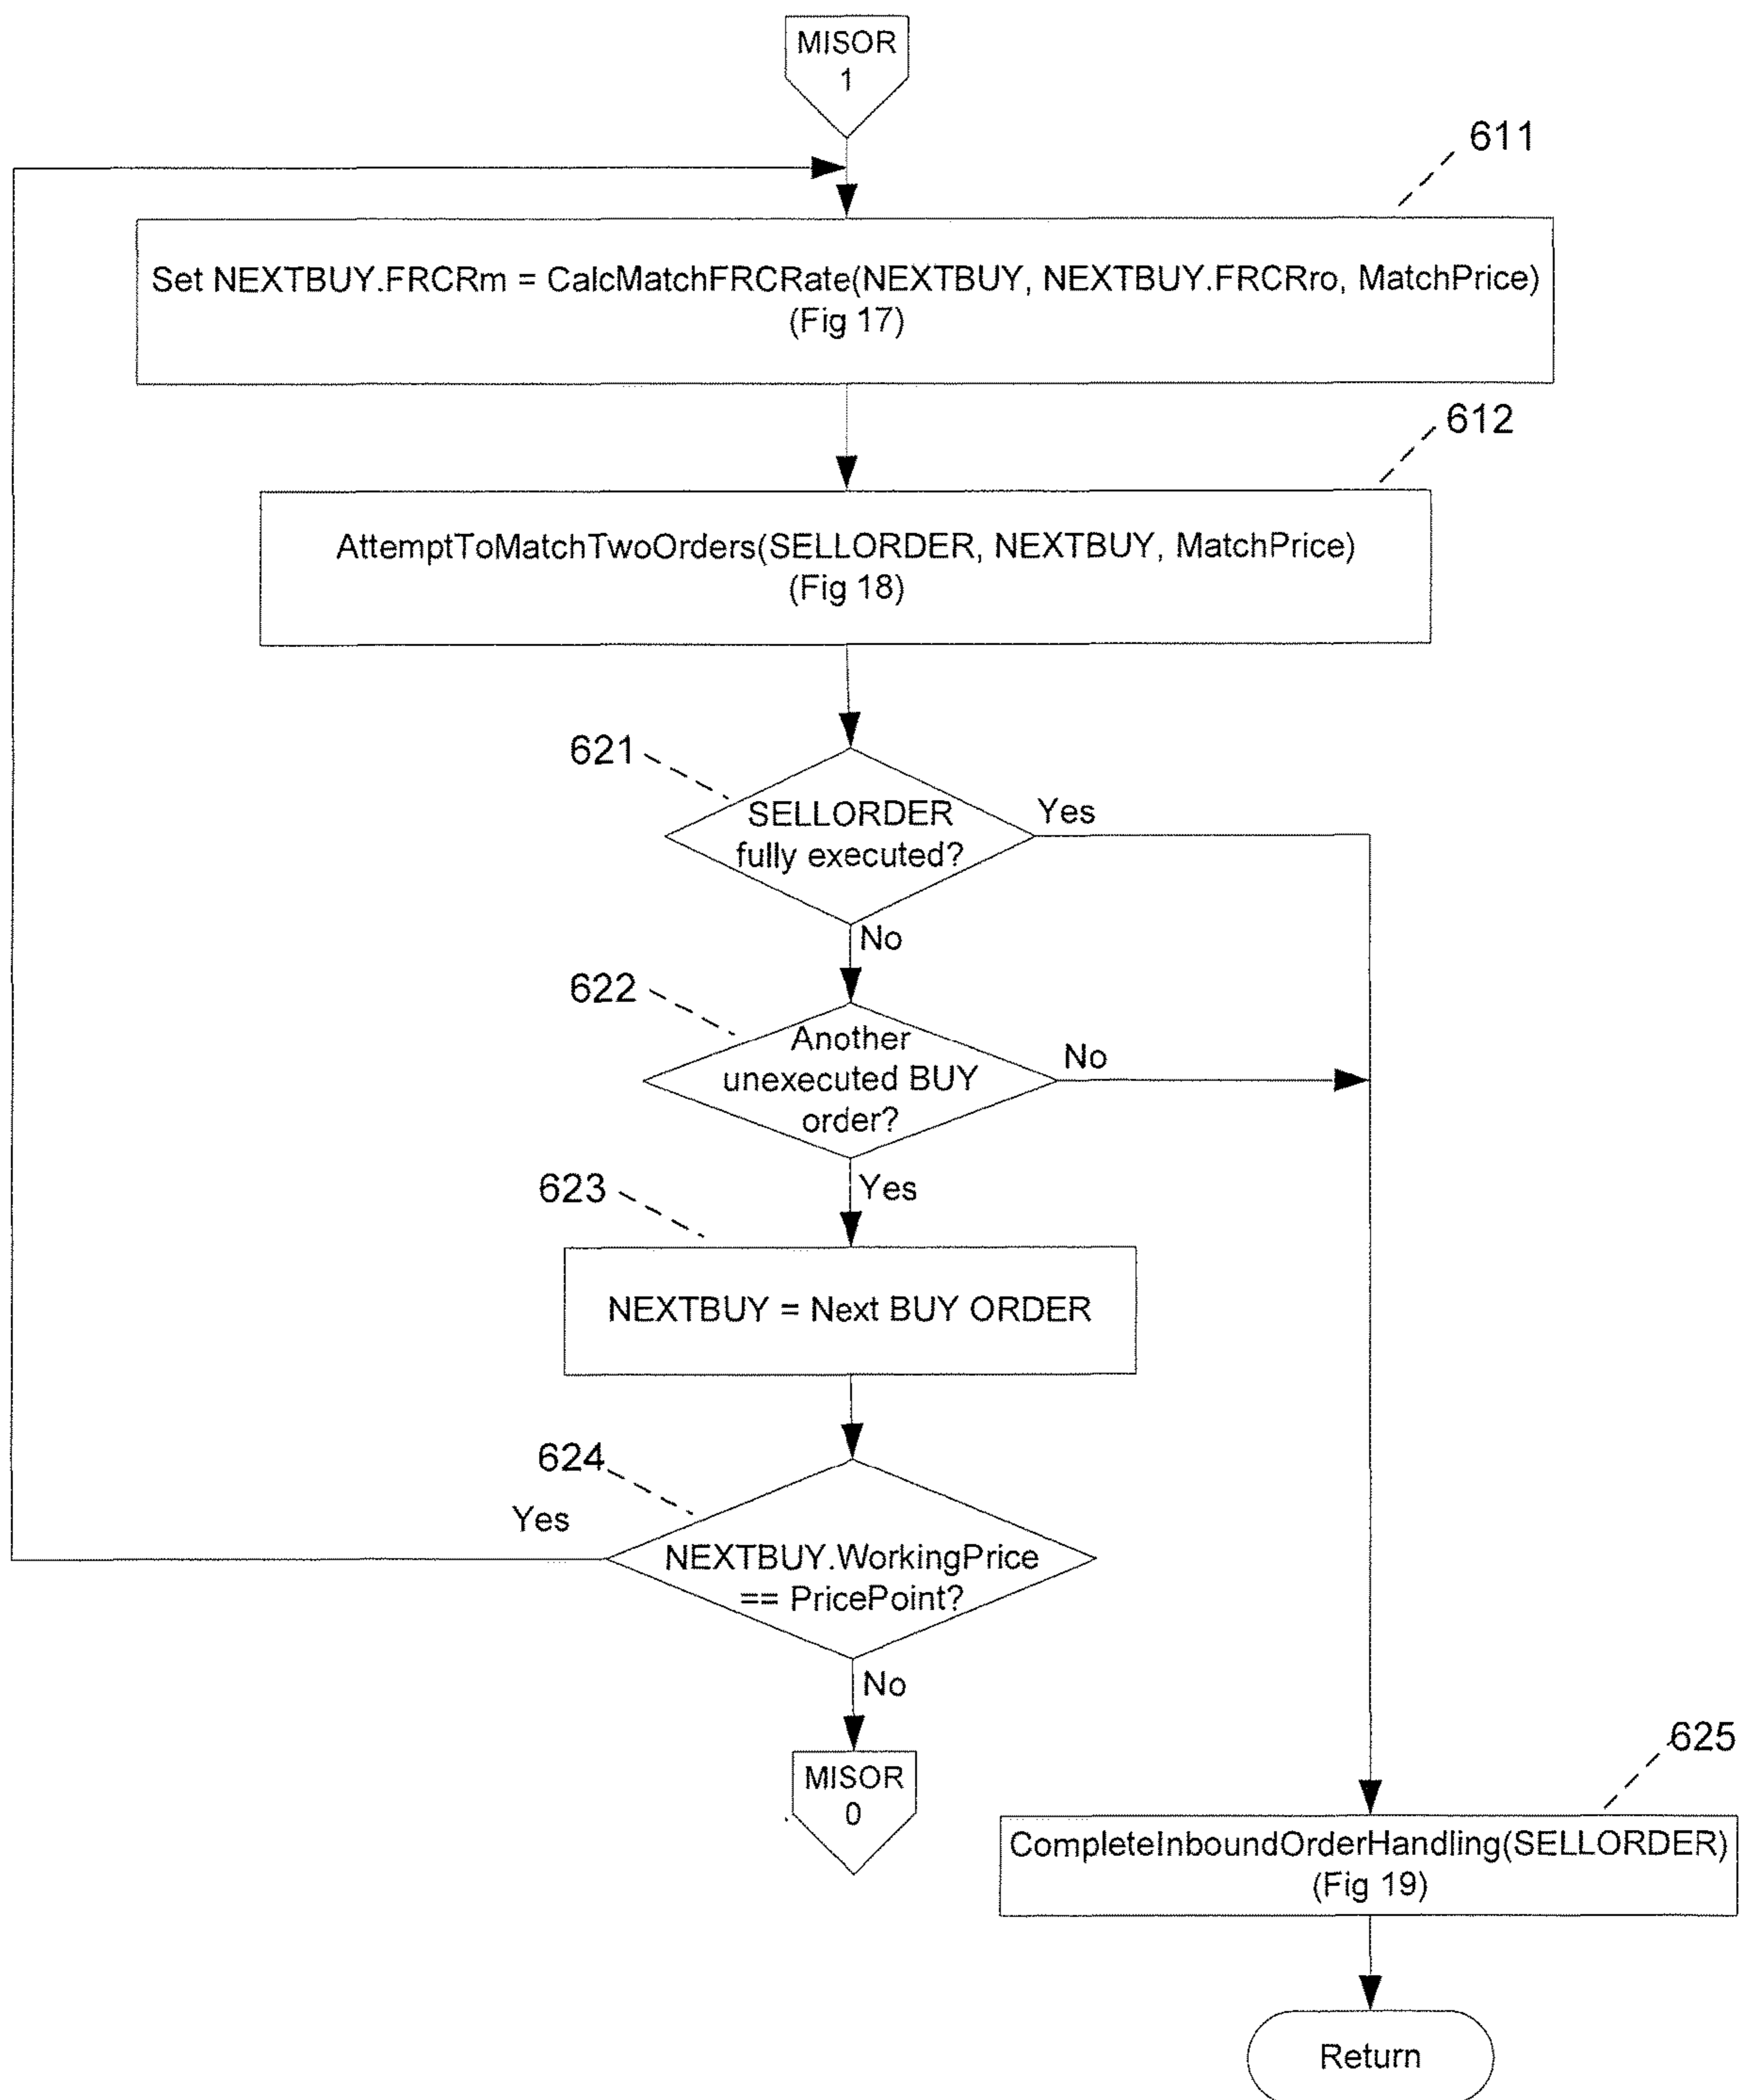 MISOR
1
611
Set NEXTBUY.FRCRm = CalcMatchFRCRate(NEXTBUY, NEXTBUY.FRCRro, MatchPrice)
(Fig 17)
612
AttemptToMatchTwoOrders(SELLORDER, NEXTBUY, MatchPrice)
(Fig 18)
621
SELLORDER
fully executed?
Yes
No
622
Another
unexecuted BUY
order?
No
Yes
623
NEXTBUY = Next BUY ORDER
624
Yes
NEXTBUY.WorkingPrice
== PricePoint?
No
MISOR
0
625
CompleteInboundOrderHandling(SELLORDER)
(Fig 19)
Return